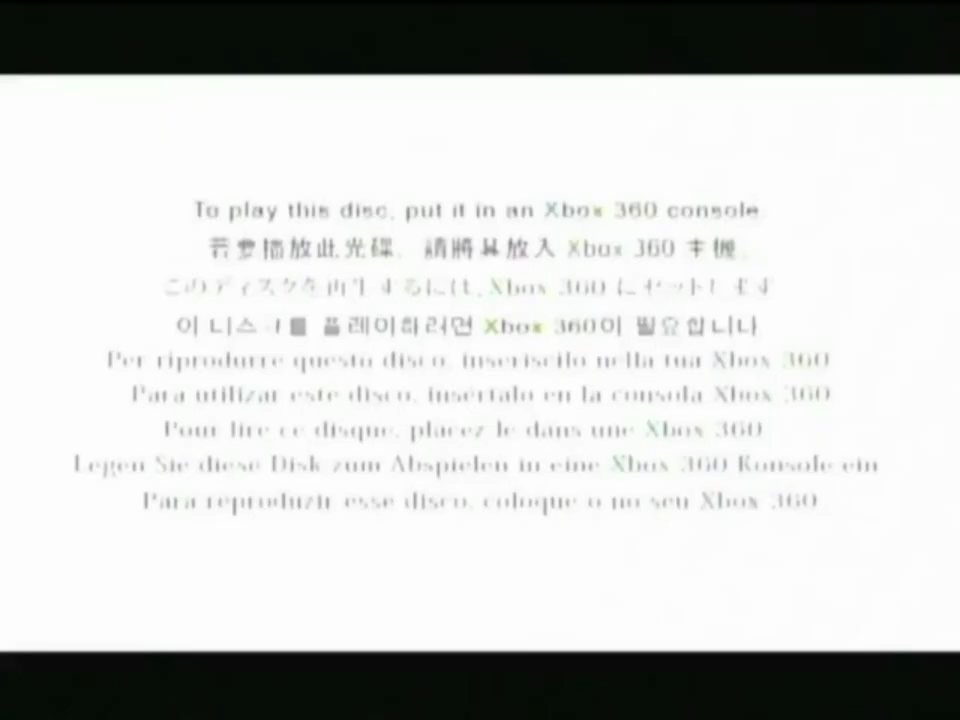 To play this disc, put it in an Xbox 360 console
若要播放此光碟，請將其放入 Xbox 360 主機。
このディスクを再生するには、Xbox 360 にセットします
이 디스크를 플레이하려면 Xbox 360이 필요합니다
Per riprodurre questo disco, inseriscilo nella tua Xbox 360
Para utilizar este disco, insértalo en la consola Xbox 360
Pour lire ce disque, placez-le dans une Xbox 360
Legen Sie diese Disk zum Abspielen in eine Xbox 360 Konsole ein
Para reproduzir esse disco, coloque-o no seu Xbox 360